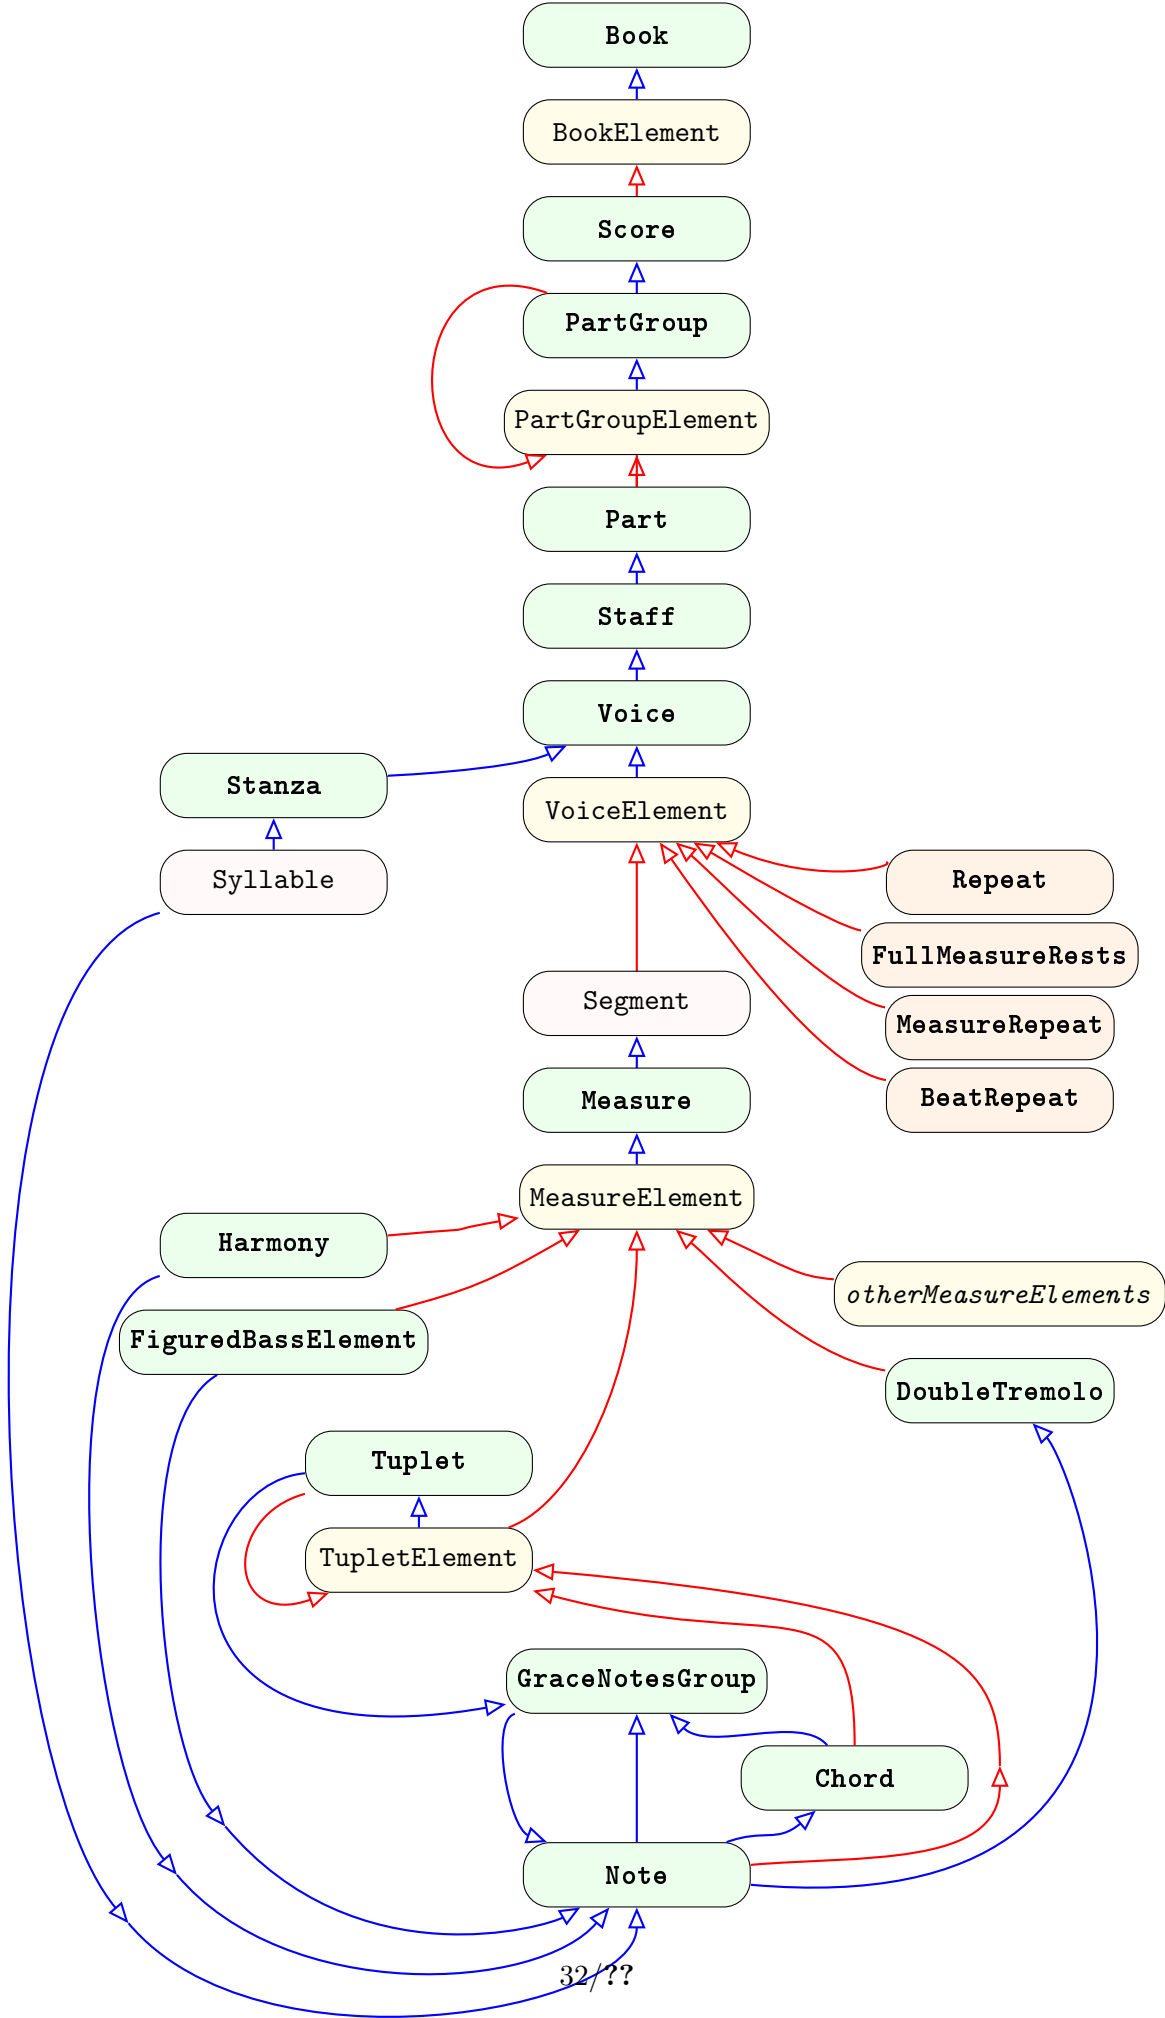 Book
BookElement
Score
PartGroup
PartGroupElement
Part
Staff
Voice
Stanza
VoiceElement
Syllable
Repeat
FullMeasureRests
Segment
MeasureRepeat
Measure
BeatRepeat
MeasureElement
Harmony
otherMeasureElements
FiguredBassElement
DoubleTremolo
Tuplet
TupletElement
GraceNotesGroup
Chord
Note
32/??